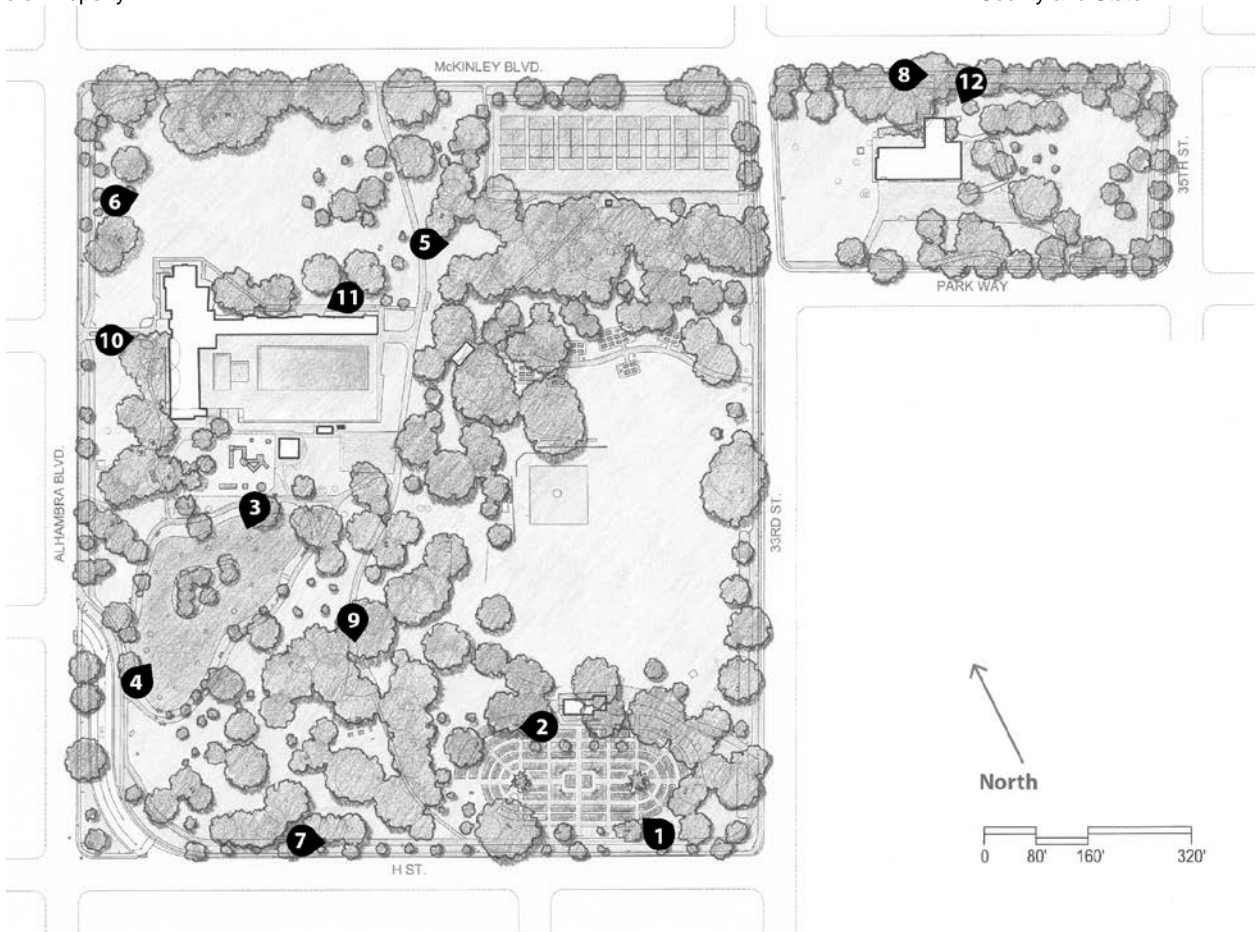 McKINLEY BLVD.
8
12
6
35TH ST.
5
PARK WAY
11
10
ALHAMBRA BLVD.
3
33RD ST.
9
4
2
North
1
7
H ST.
0 80' 160' 320'